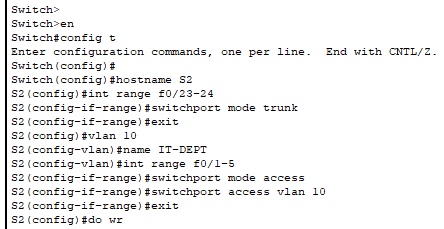 Switch>
Switch>en
Switch#config t
Enter configuration commands, one per line.  End with CNTL/Z.
Switch(config)#
Switch(config)#hostname S2
S2(config)#int range f0/23-24
S2(config-if-range)#switchport mode trunk
S2(config-if-range)#exit
S2(config)#vlan 10
S2(config-vlan)#name IT-DEPT
S2(config-vlan)#int range f0/1-5
S2(config-if-range)#switchport mode access
S2(config-if-range)#switchport access vlan 10
S2(config-if-range)#exit
S2(config)#do wr